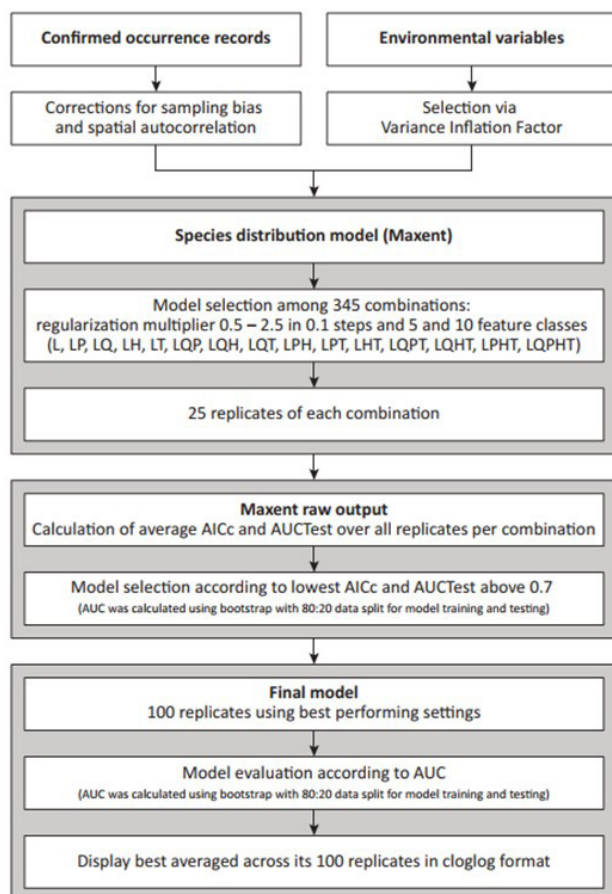 Confirmed occurrence records
Environmental variables
Corrections for sampling bias
and spatial autocorrelation
Selection via
Variance Inflation Factor
Species distribution model (Maxent)
Model selection among 345 combinations:
regularization multiplier 0.5 – 2.5 in 0.1 steps and 5 and 10 feature classes
(L, LP, LQ, LH, LT, LQP, LQH, LQT, LPH, LPT, LHT, LQPT, LQHT, LPHT, LQPHT)
25 replicates of each combination
Maxent raw output
Calculation of average AICc and AUCTest over all replicates per combination
Model selection according to lowest AICc and AUCTest above 0.7
(AUC was calculated using bootstrap with 80:20 data split for model training and testing)
Final model
100 replicates using best performing settings
Model evaluation according to AUC
(AUC was calculated using bootstrap with 80:20 data split for model training and testing)
Display best averaged across its 100 replicates in cloglog format